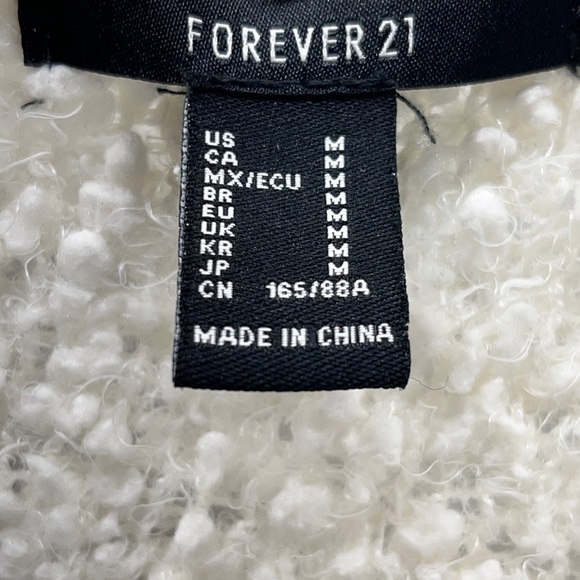 FOREVER 21
US M
CA M
MX/ECU M
BR M
EU M
UK M
KR M
JP M
CN 165/88A
MADE IN CHINA